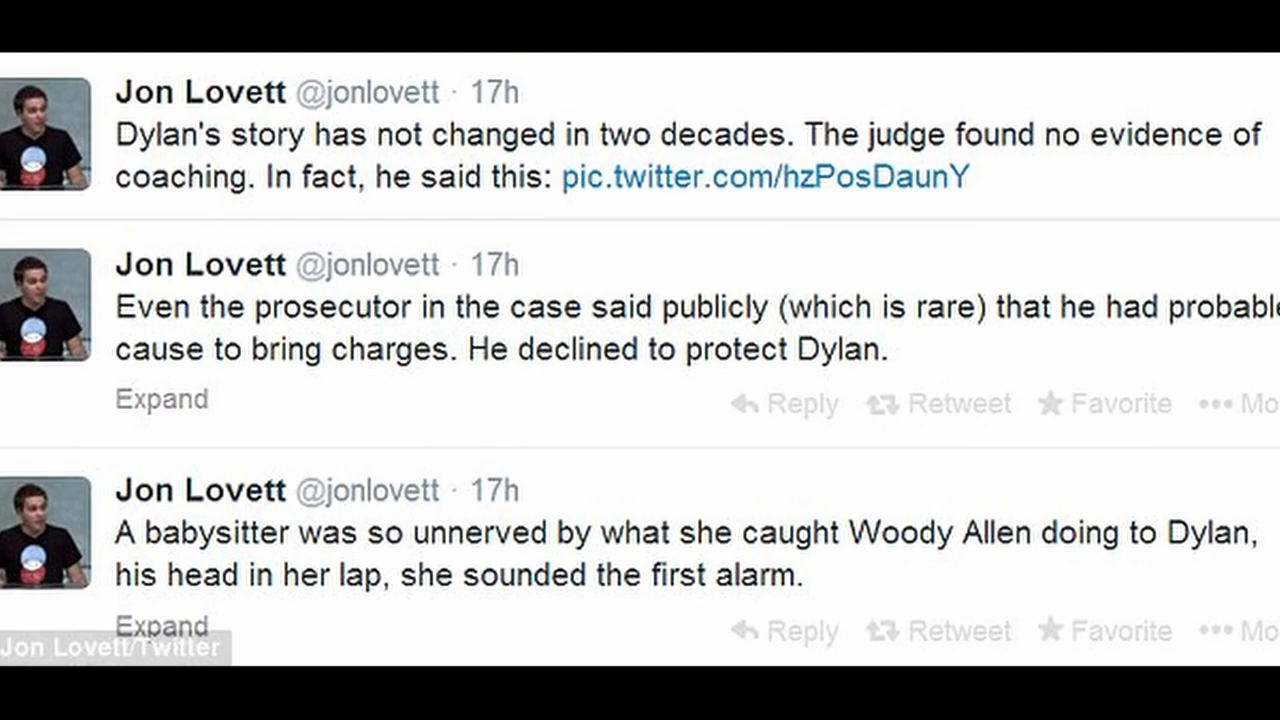 Jon Lovett @jonlovett · 17h
Dylan's story has not changed in two decades. The judge found no evidence of
coaching. In fact, he said this: pic.twitter.com/hzPosDaunY
Jon Lovett @jonlovett · 17h
Even the prosecutor in the case said publicly (which is rare) that he had probable
cause to bring charges. He declined to protect Dylan.
Expand Reply Retweet Favorite ••• Mo
Jon Lovett @jonlovett · 17h
A babysitter was so unnerved by what she caught Woody Allen doing to Dylan,
his head in her lap, she sounded the first alarm.
Expand Reply Retweet Favorite ••• Mo
Jon Lovett/Twitter